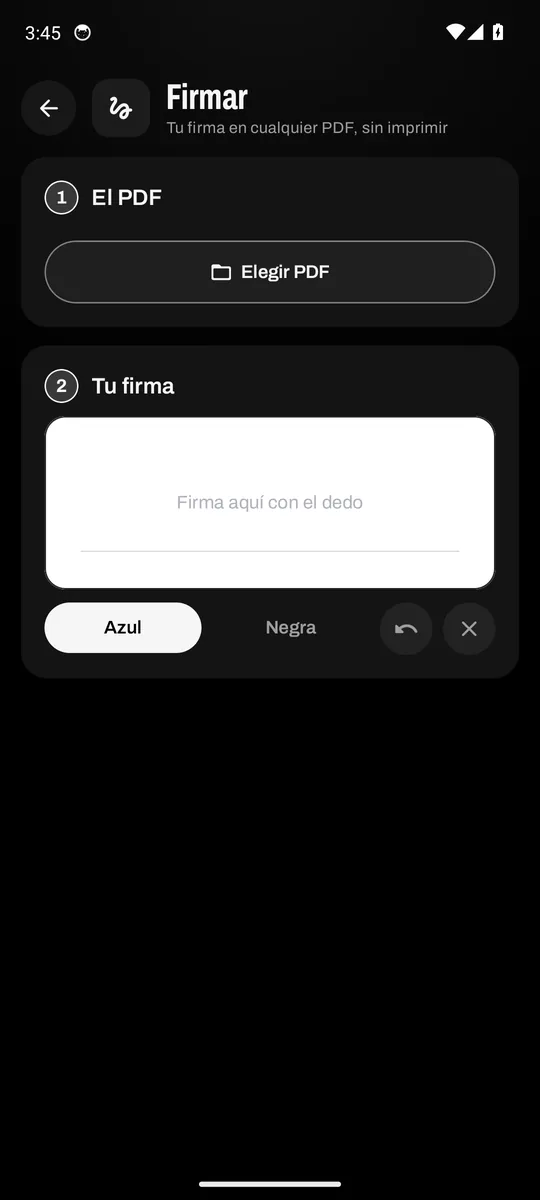 3:45
Firmar
Tu firma en cualquier PDF, sin imprimir
1 El PDF
Elegir PDF
2 Tu firma
Firma aquí con el dedo
Azul Negra